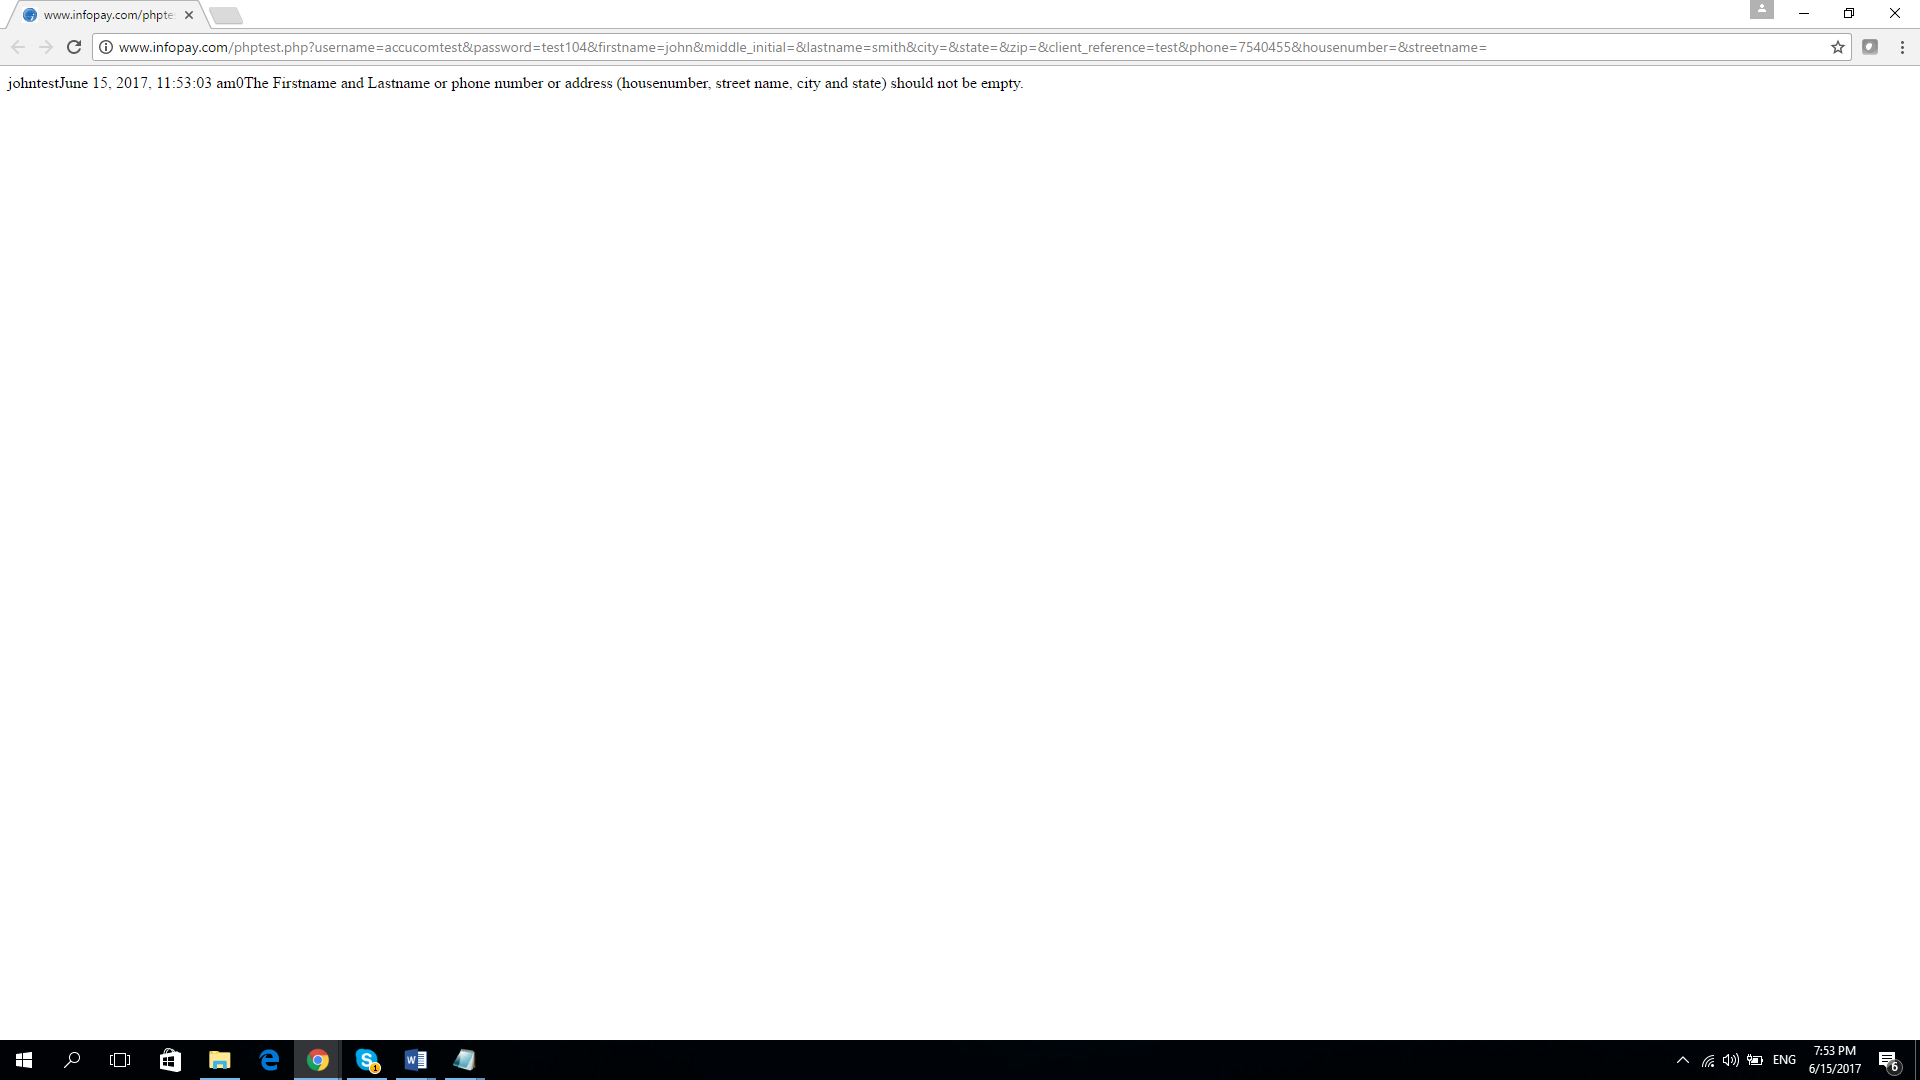 www.infopay.com/phpte
www.infopay.com/phptest.php?username=accucomtest&password=test104&firstname=john&middle_initial=&lastname=smith&city=&state=&zip=&client_reference=test&phone=7540455&housenumber=&streetname=
johntestJune 15, 2017, 11:53:03 am0The Firstname and Lastname or phone number or address (housenumber, street name, city and state) should not be empty.
1
ENG
7:53 PM
6/15/2017
6